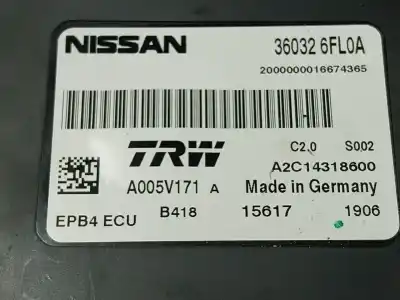 NISSAN 36032 6FL0A
2000000016674365
TRW C2.0 S002
A2C14318600
A005V171 A Made in Germany
EPB4 ECU B418 15617 1906